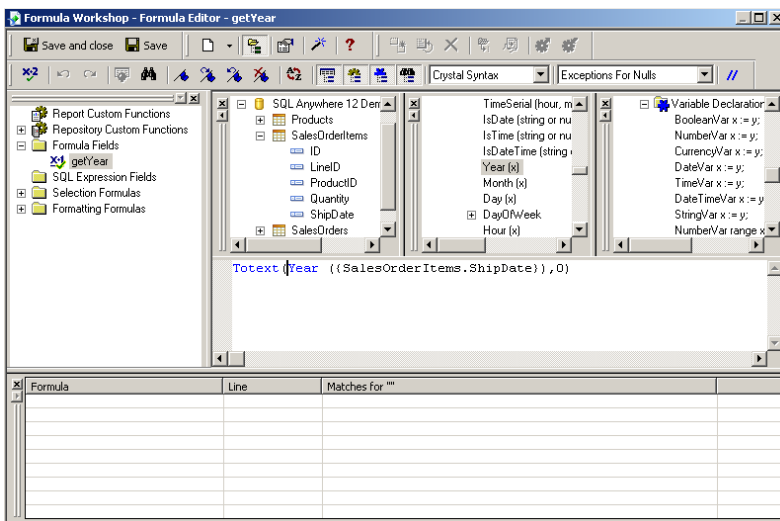 Formula Workshop - Formula Editor - getYear
Save and close Save
Crystal Syntax Exceptions For Nulls
Report Custom Functions
Repository Custom Functions
Formula Fields
getYear
SQL Expression Fields
Selection Formulas
Formatting Formulas
SQL Anywhere 12 Dem
Products
SalesOrderItems
ID
LineID
ProductID
Quantity
ShipDate
SalesOrders
TimeSerial (hour, m
IsDate (string or nu
IsTime (string or nu
IsDateTime (string
Year (x)
Month (x)
Day (x)
DayOfWeek
Hour (x)
Variable Declaration
BooleanVar x := y;
NumberVar x := y;
CurrencyVar x := y;
DateVar x := y;
TimeVar x := y;
DateTimeVar x := y
StringVar x := y;
NumberVar range x
Totext(Year ({SalesOrderItems.ShipDate}),0)
Formula Line Matches for ""